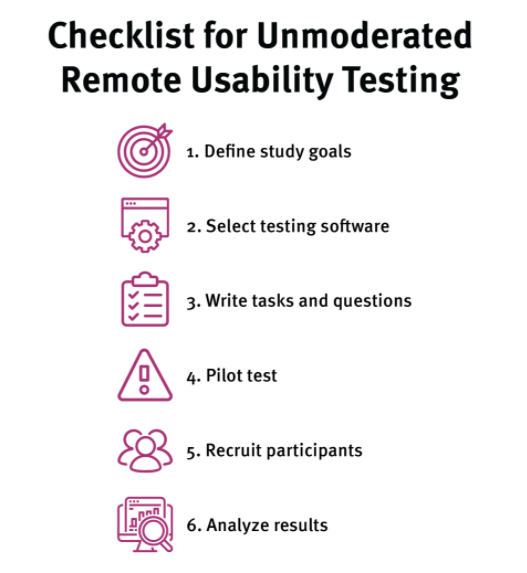 Checklist for Unmoderated
Remote Usability Testing
1. Define study goals
2. Select testing software
3. Write tasks and questions
4. Pilot test
5. Recruit participants
6. Analyze results